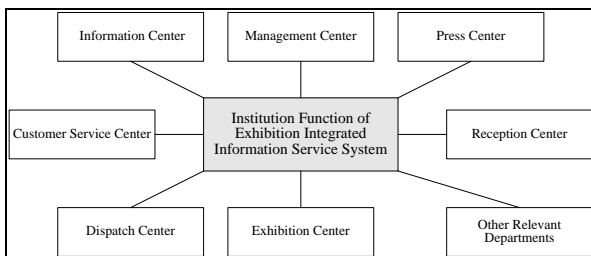 Information Center
Management Center
Press Center
Customer Service Center
Institution Function of
Exhibition Integrated
Information Service System
Reception Center
Dispatch Center
Exhibition Center
Other Relevant
Departments